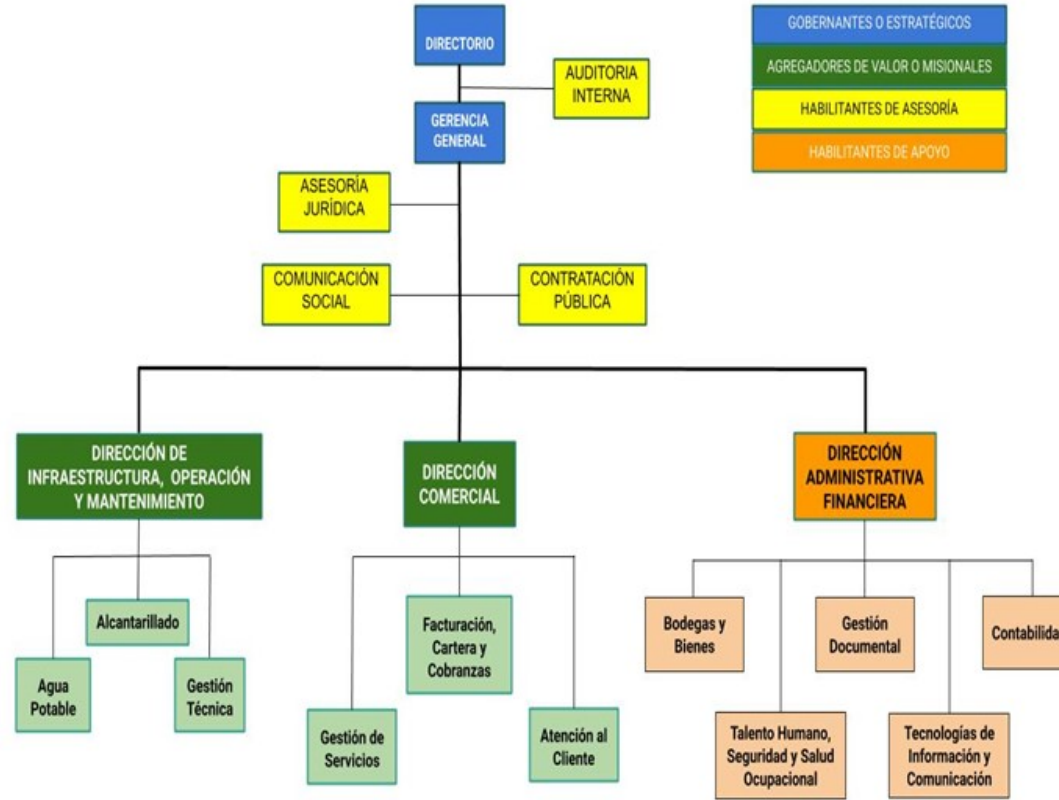 DIRECTORIO
GOBERNANTES O ESTRATÉGICOS
AGREGADORES DE VALOR O MISIONALES
HABILITANTES DE ASESORÍA
HABILITANTES DE APOYO
AUDITORIA
INTERNA
GERENCIA
GENERAL
ASESORÍA
JURÍDICA
COMUNICACIÓN
SOCIAL
CONTRATACIÓN
PÚBLICA
DIRECCIÓN DE
INFRAESTRUCTURA, OPERACIÓN
Y MANTENIMIENTO
DIRECCIÓN
COMERCIAL
DIRECCIÓN
ADMINISTRATIVA
FINANCIERA
Alcantarillado
Agua
Potable
Gestión
Técnica
Facturación,
Cartera y
Cobranzas
Gestión de
Servicios
Atención al
Cliente
Bodegas y
Bienes
Gestión
Documental
Contabilida
Talento Humano,
Seguridad y Salud
Ocupacional
Tecnologías de
Información y
Comunicación